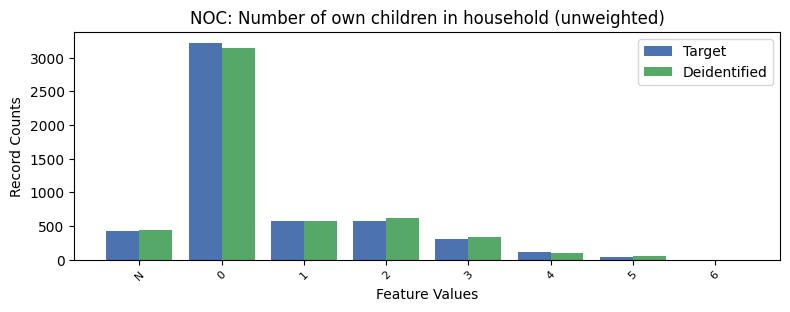 NOC: Number of own children in household (unweighted)
Target
Deidentified
Record Counts
3000
2500
2000
1500
1000
500
0
N 0 1 2 3 4 5 6
Feature Values